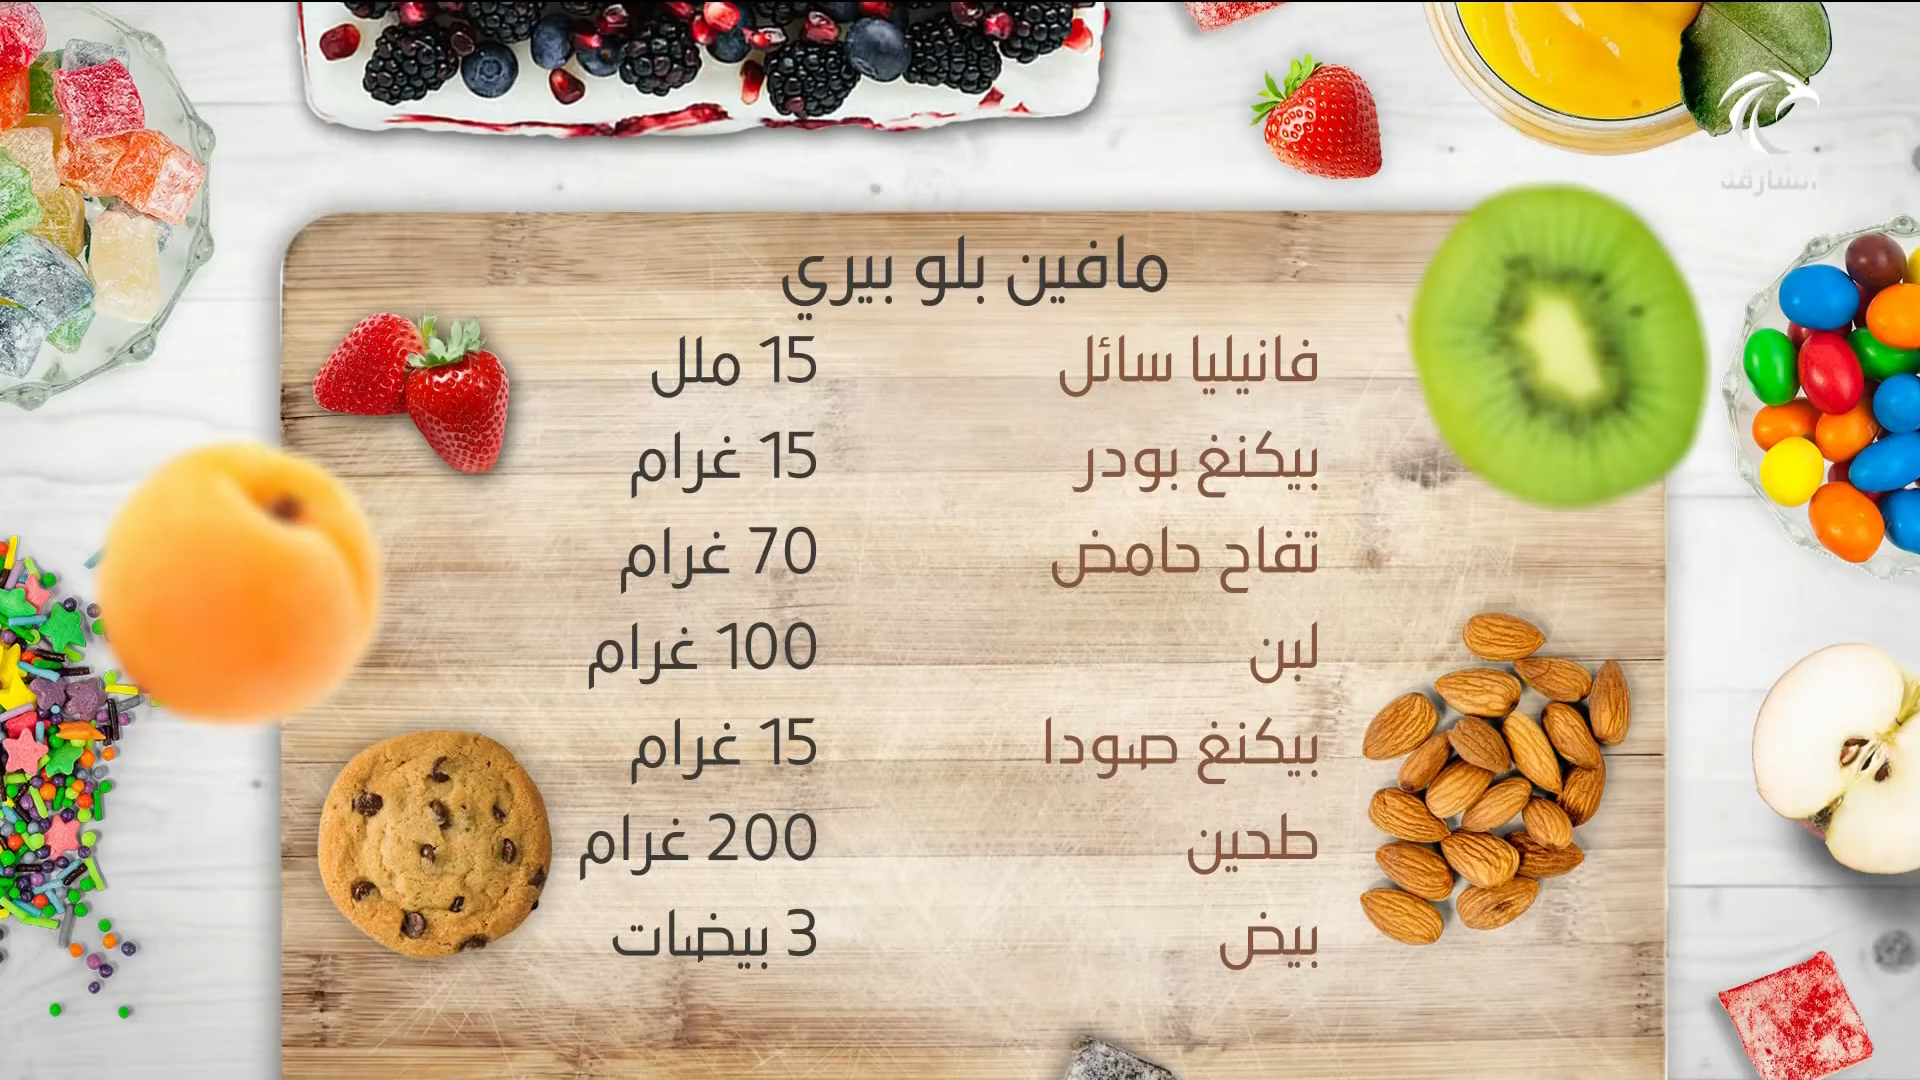 الشارقة
مافين بلو بيري
فانيليا سائل 15 ملل
بيكنغ بودر 15 غرام
تفاح حامض 70 غرام
لبن 100 غرام
بيكنغ صودا 15 غرام
طحين 200 غرام
بيض 3 بيضات